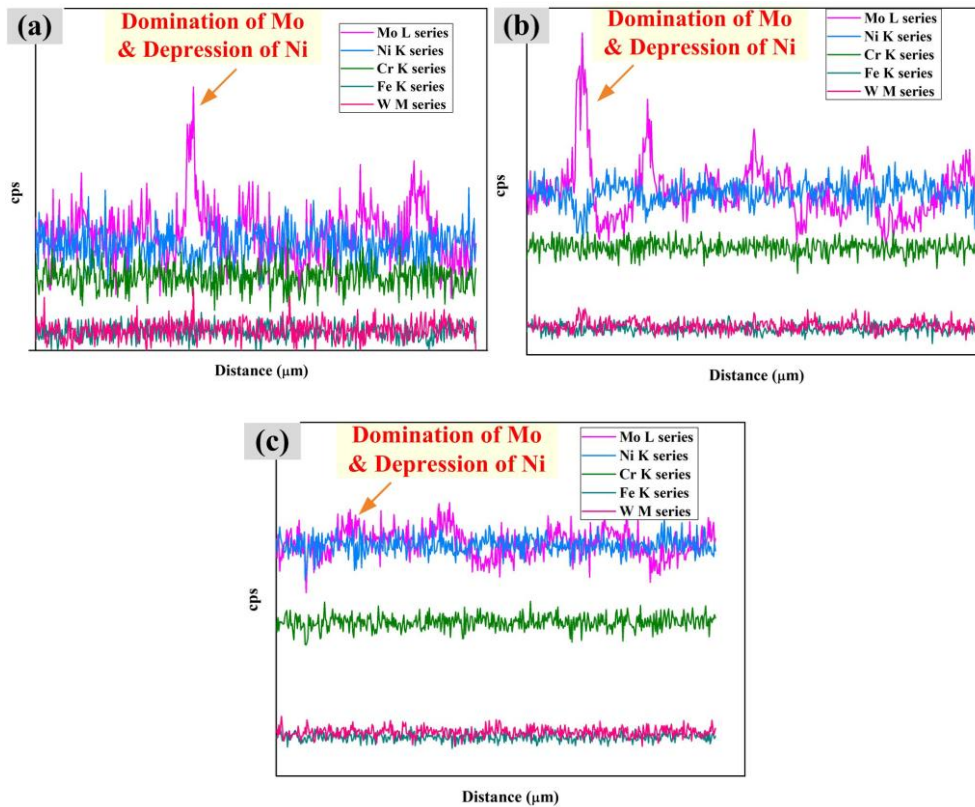 (a)
Domination of Mo
& Depression of Ni
Mo L series
Ni K series
Cr K series
Fe K series
W M series
cps
Distance (μm)
(b)
Domination of Mo
& Depression of Ni
Mo L series
Ni K series
Cr K series
Fe K series
W M series
cps
Distance (μm)
(c)
Domination of Mo
& Depression of Ni
Mo L series
Ni K series
Cr K series
Fe K series
W M series
cps
Distance (μm)